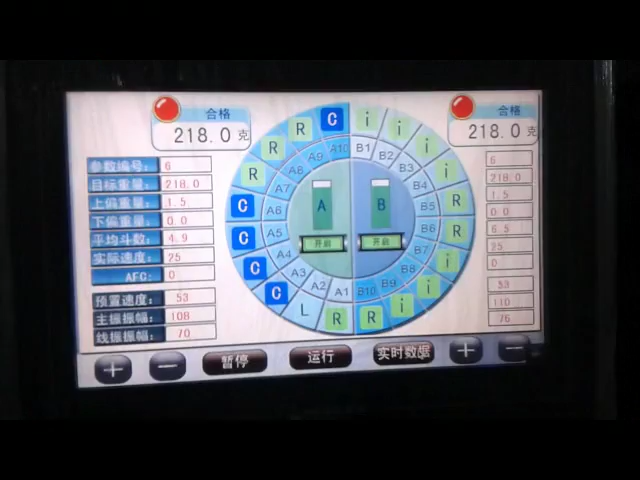 合格
218.0 克
合格
218.0 克
参数编号: 6
目标重量: 218.0
上偏重量: 1.5
下偏重量: 0.0
平均斗数: 4.9
实际速度: 25
AFC: 0
预置速度: 53
主振振幅: 108
线振振幅: 70
C R R R C C C C L R
A10 A9 A8 A7 A6 A5 A4 A3 A2 A1
i i i i R R i i i R
B1 B2 B3 B4 B5 B6 B7 B8 B9 B10
A B
开启 开启
6
218.0
1.5
0.0
6.5
25
0
53
110
76
+ − 暂停 运行 实时数据 + −